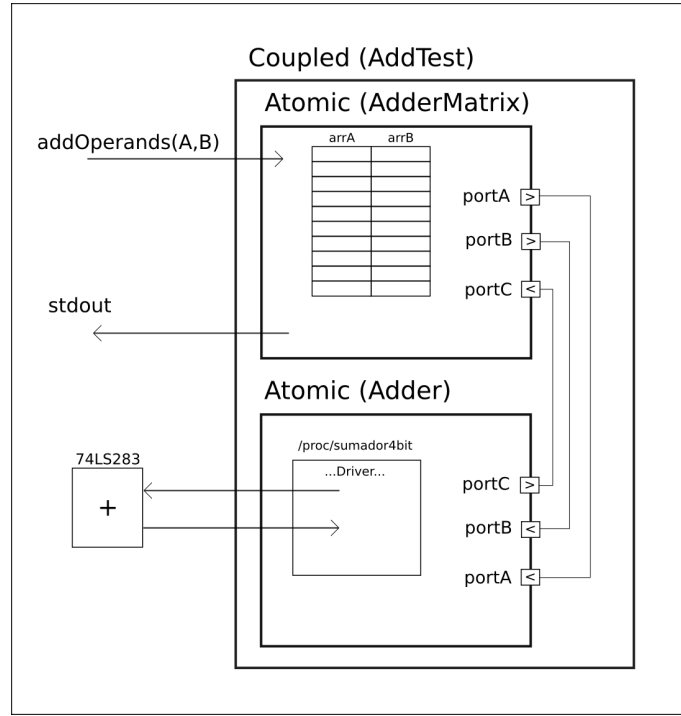 Coupled (AddTest)
Atomic (AdderMatrix)
addOperands(A,B)
arrA arrB
portA >
portB >
portC <
stdout
Atomic (Adder)
/proc/sumador4bit
...Driver...
74LS283
+
portC >
portB <
portA <